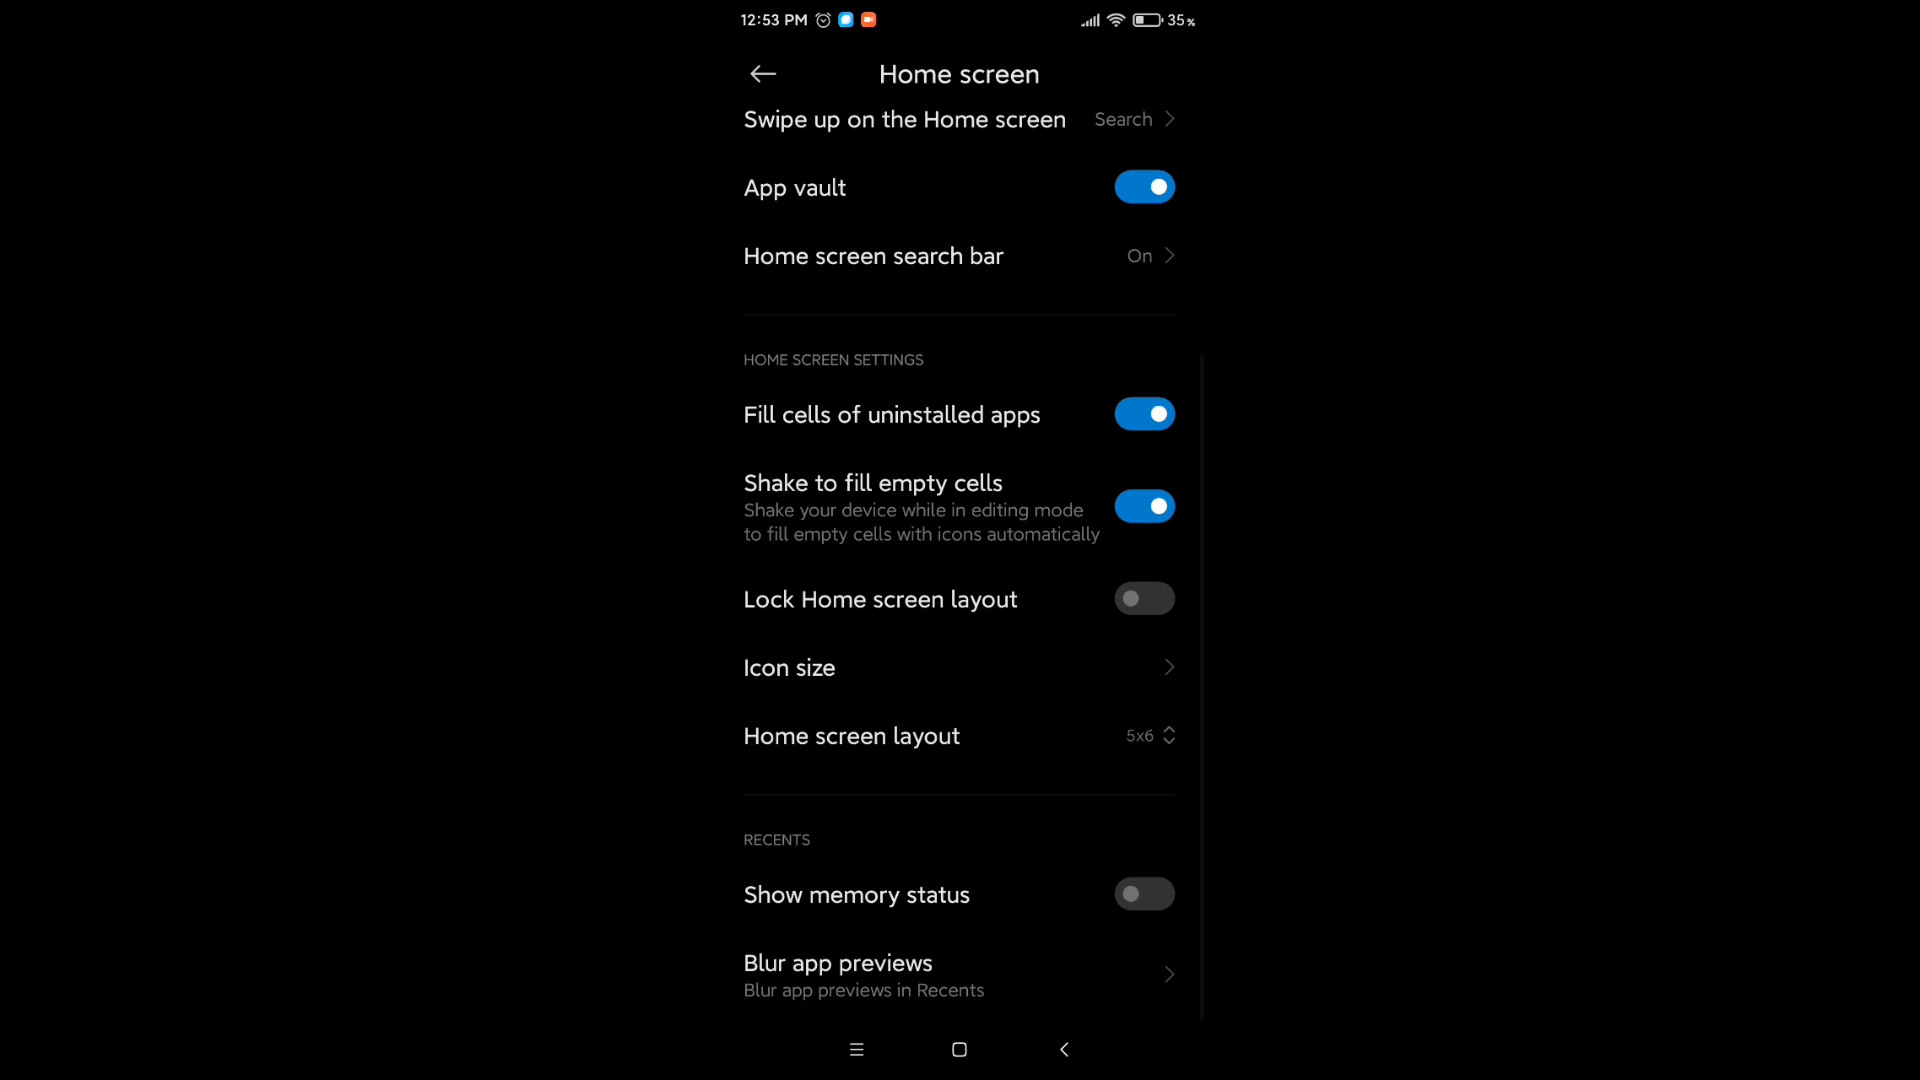 12:53 PM 35%
Home screen
Swipe up on the Home screen Search
App vault
Home screen search bar On
HOME SCREEN SETTINGS
Fill cells of uninstalled apps
Shake to fill empty cells
Shake your device while in editing mode
to fill empty cells with icons automatically
Lock Home screen layout
Icon size
Home screen layout 5x6
RECENTS
Show memory status
Blur app previews
Blur app previews in Recents